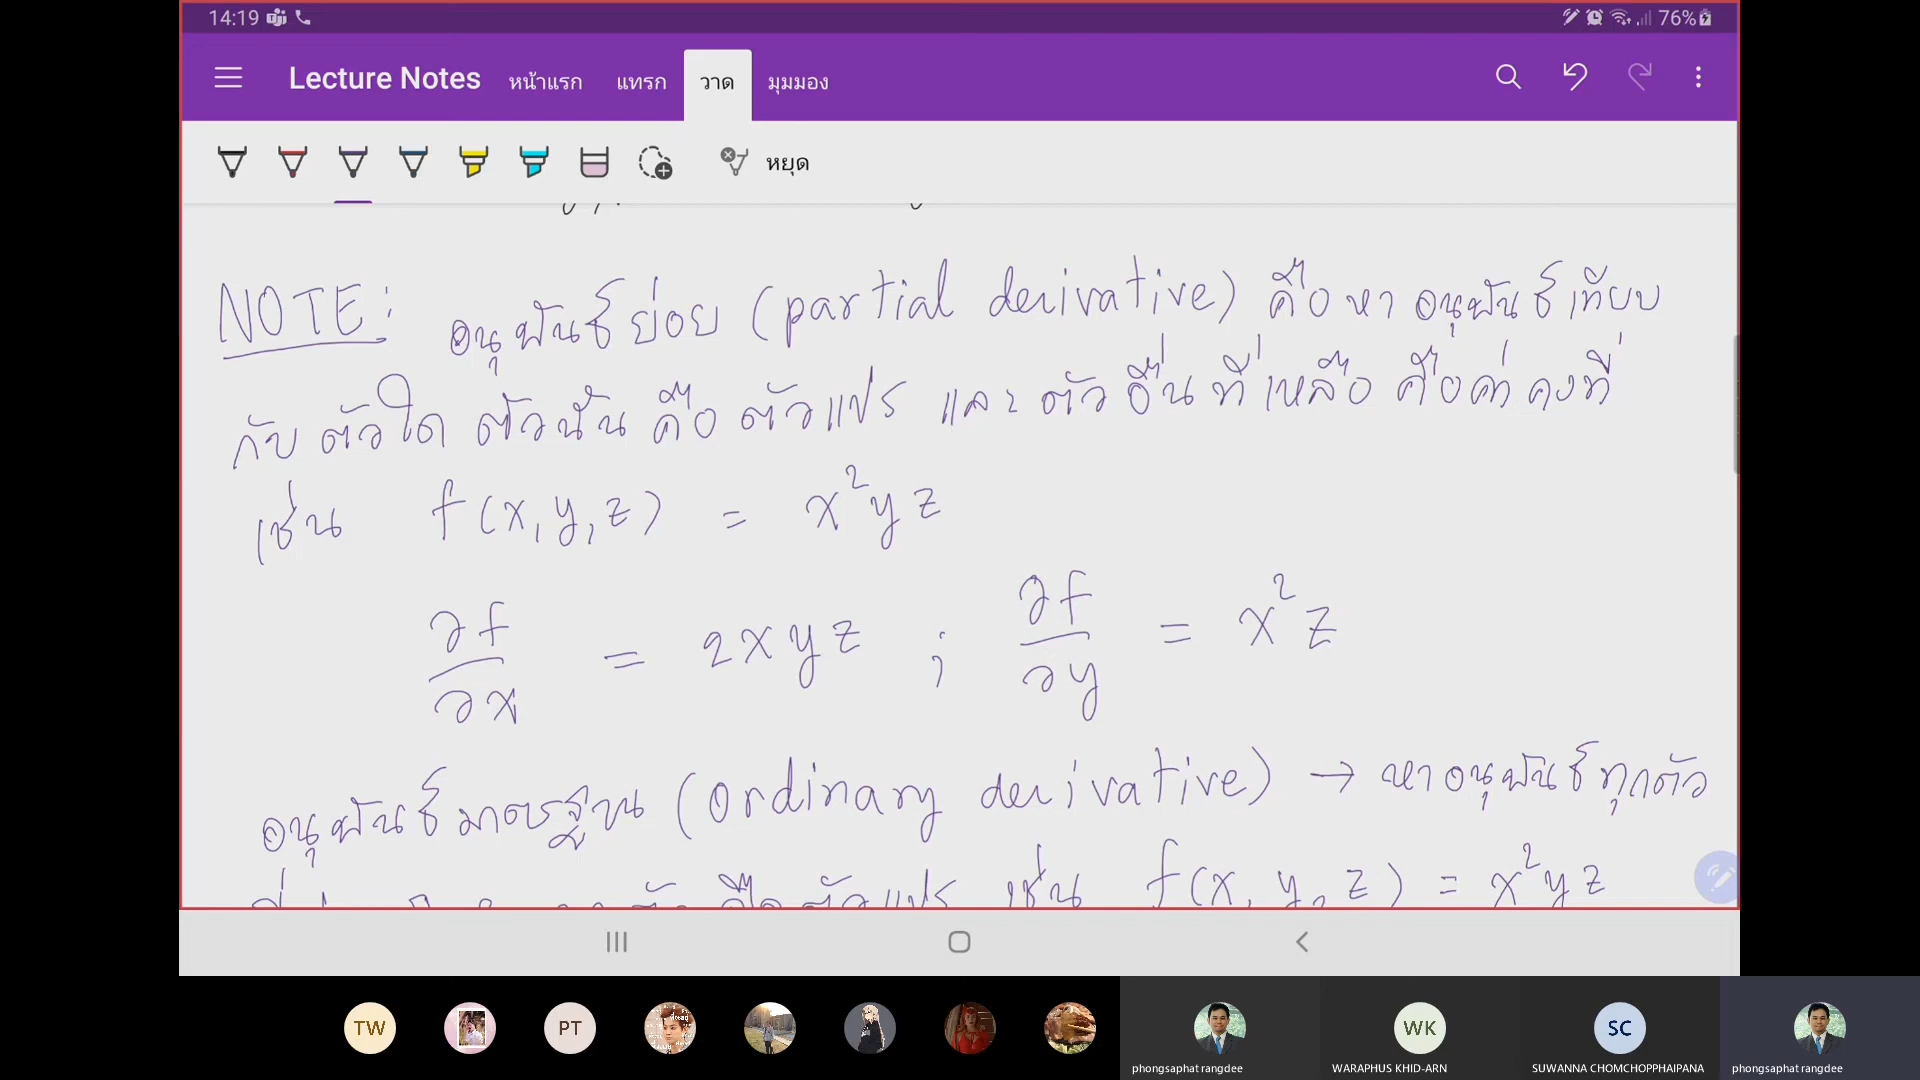 14:19 76%
Lecture Notes หน้าแรก แทรก วาด มุมมอง
หยุด
NOTE: อนุพันธ์ย่อย (partial derivative) คือหา อนุพันธ์เทียบ
กับ ตัวใด ตัวนั้น คือ ตัวแปร และ ตัว อื่น ที่ เหลือ คือค่า คงที่
เช่น f(x,y,z) = x²yz
∂f/∂x = 2xyz ; ∂f/∂y = x²z
อนุพันธ์มาตรฐาน (ordinary derivative) → หาอนุพันธ์ทุกตัว
ตัวแปร เช่น f(x,y,z) = x²yz
TW PT WK SC
phongsaphat rangdee WARAPHUS KHID-ARN SUWANNA CHOMCHOPPHAIPANA phongsaphat rangdee